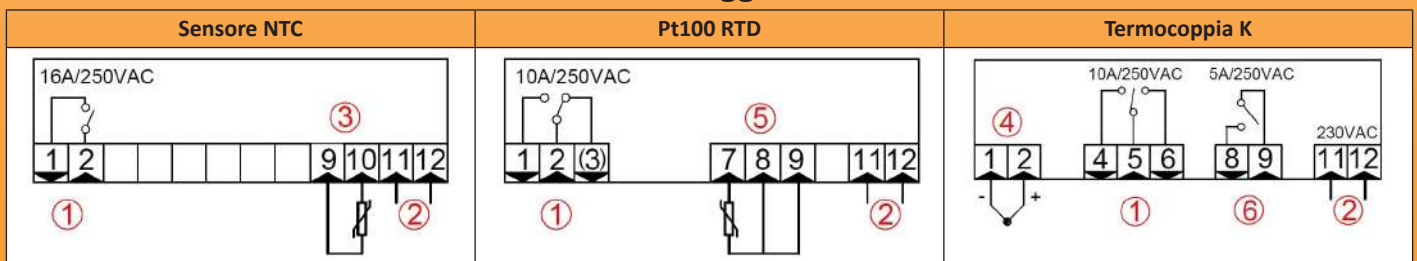 Sensore NTC
Pt100 RTD
Termocoppia K
16A/250VAC
③
1 2 9 10 11 12
① ②
10A/250VAC
⑤
1 2 (3) 7 8 9 11 12
① ②
10A/250VAC 5A/250VAC
④ 230VAC
1 2 4 5 6 8 9 11 12
- +
① ⑥ ②